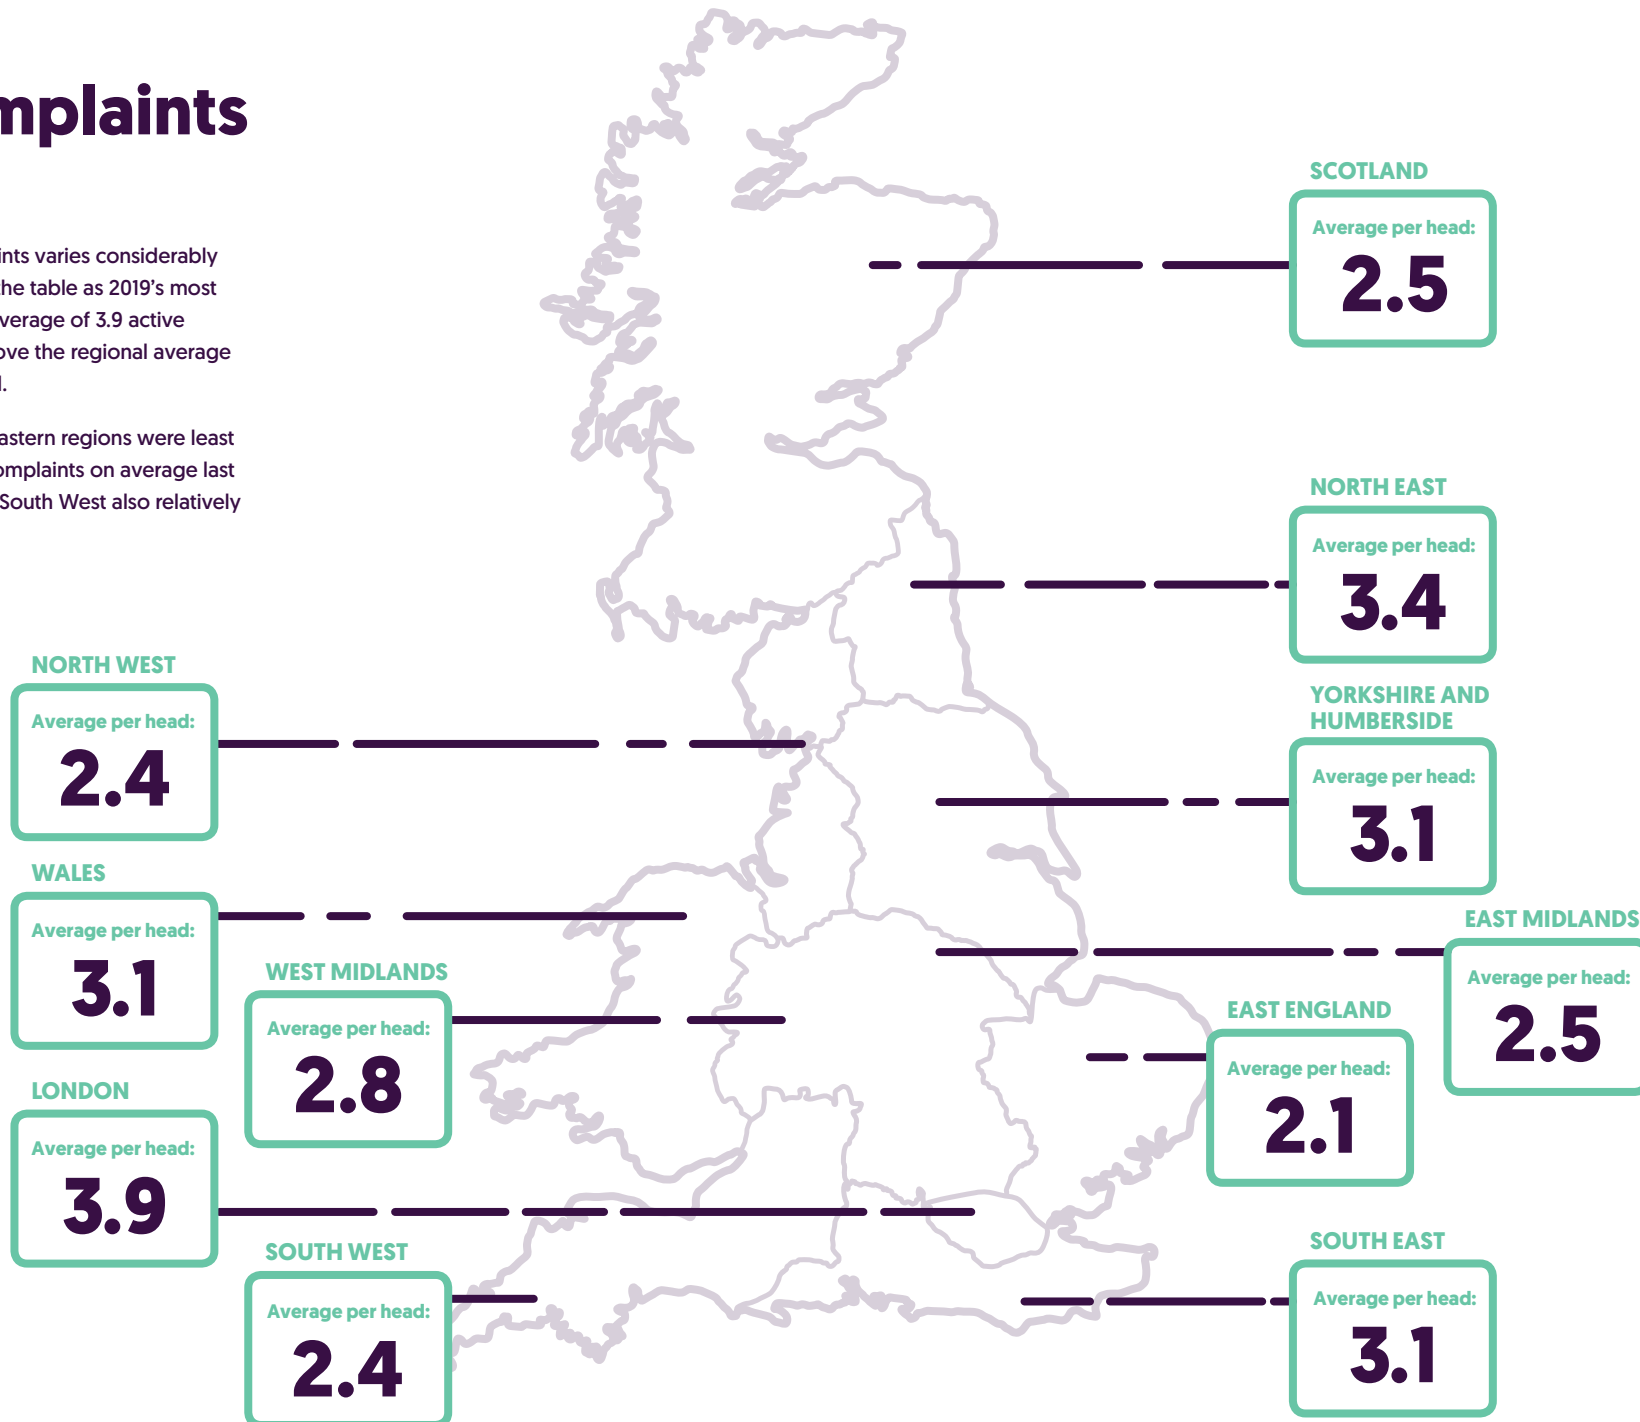 mplaints
ints varies considerably
the table as 2019’s most
verage of 3.9 active
ove the regional average
l.
astern regions were least
omplaints on average last
South West also relatively
SCOTLAND
Average per head:
2.5
NORTH EAST
Average per head:
3.4
NORTH WEST
Average per head:
2.4
YORKSHIRE AND
HUMBERSIDE
Average per head:
3.1
WALES
Average per head:
3.1
EAST MIDLANDS
Average per head:
2.5
WEST MIDLANDS
Average per head:
2.8
EAST ENGLAND
Average per head:
2.1
LONDON
Average per head:
3.9
SOUTH WEST
Average per head:
2.4
SOUTH EAST
Average per head:
3.1